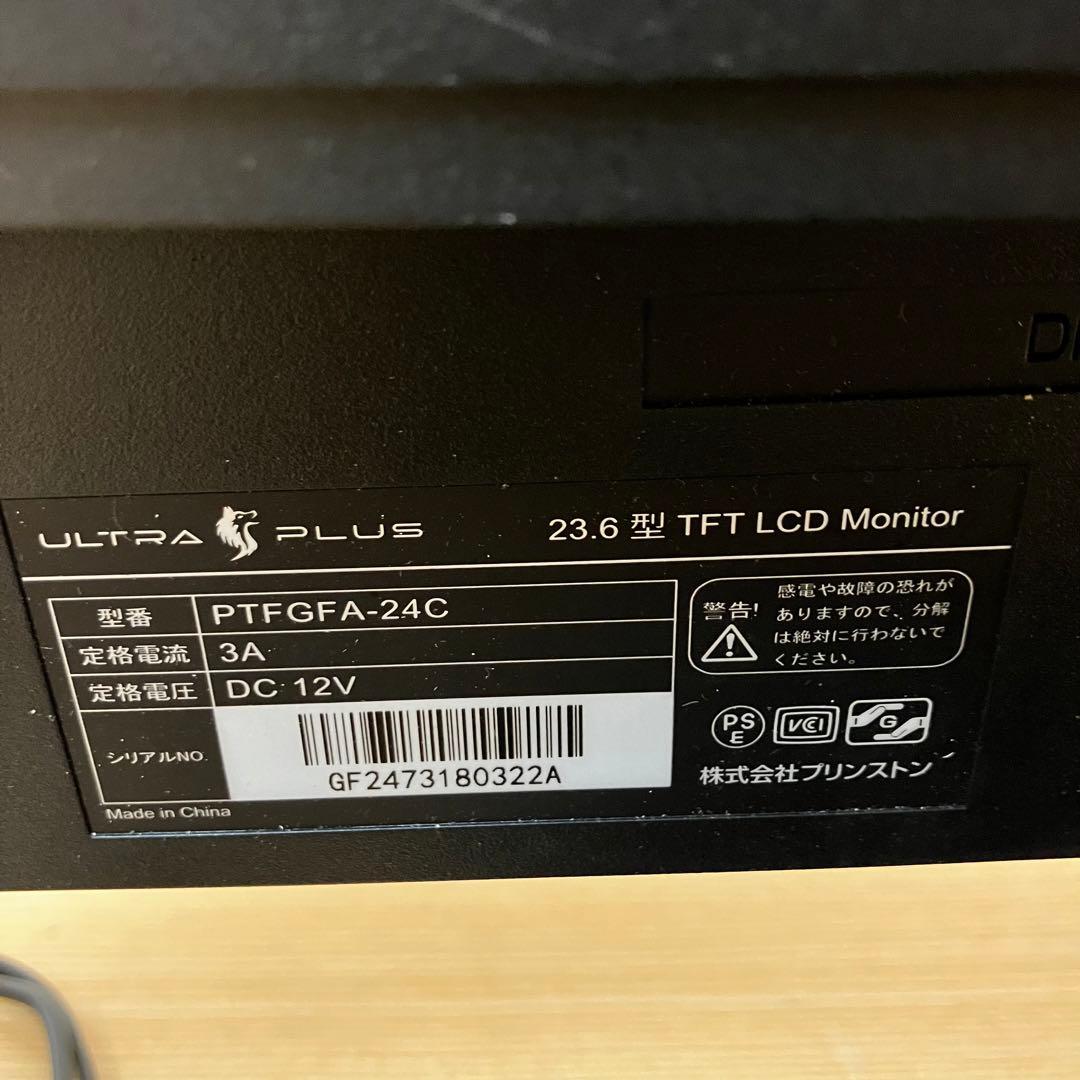 ULTRA PLUS
23.6 型 TFT LCD Monitor
型番 PTFGFA-24C
定格電流 3A
定格電圧 DC 12V
シリアルNO.
GF2473180322A
Made in China
警告!
感電や故障の恐れが
ありますので、分解
は絶対に行わないで
ください。
PS
E
VCI
G
株式会社プリンストン